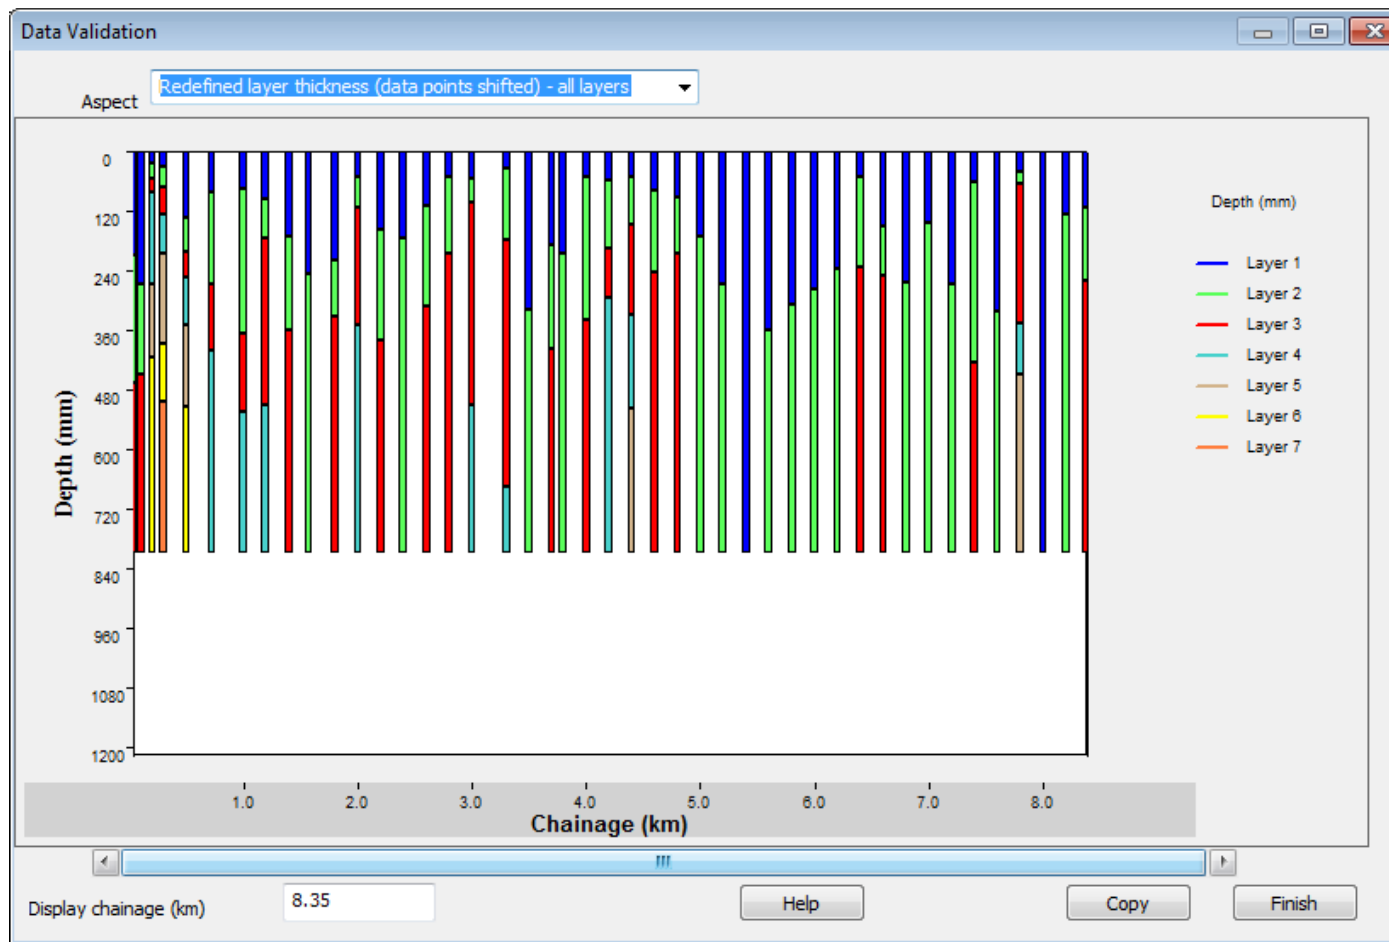 Data Validation
Aspect
Redefined layer thickness (data points shifted) - all layers
0
120
240
360
480
600
720
840
960
1080
1200
Depth (mm)
Depth (mm)
Layer 1
Layer 2
Layer 3
Layer 4
Layer 5
Layer 6
Layer 7
1.0 2.0 3.0 4.0 5.0 6.0 7.0 8.0
Chainage (km)
Display chainage (km) 8.35 Help Copy Finish